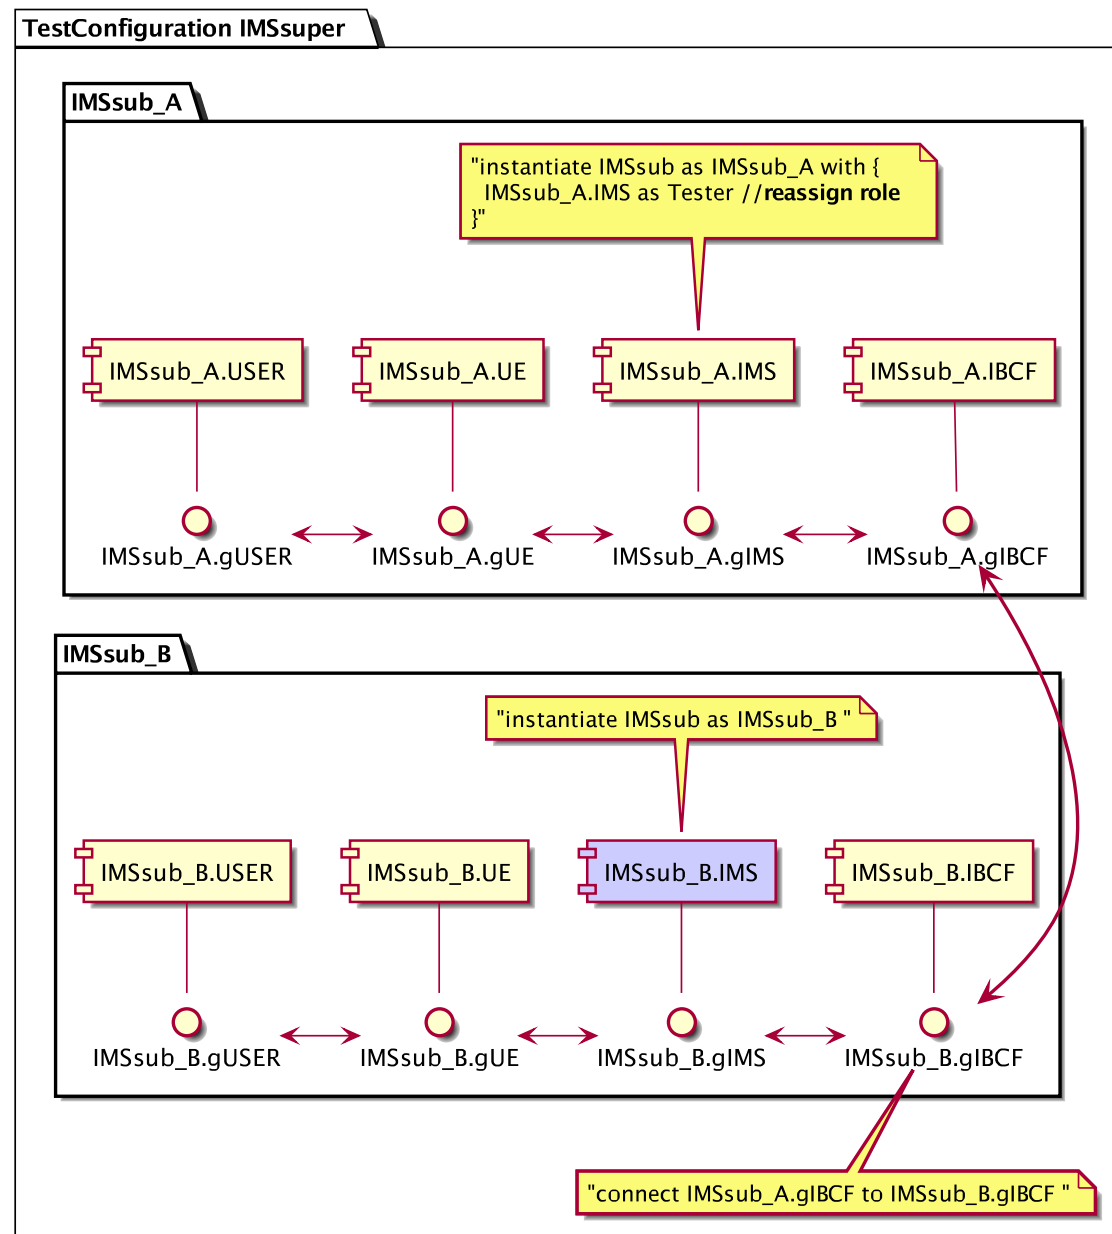 TestConfiguration IMSsuper
IMSsub_A
"instantiate IMSsub as IMSsub_A with {
IMSsub_A.IMS as Tester //reassign role
}"
IMSsub_A.USER
IMSsub_A.UE
IMSsub_A.IMS
IMSsub_A.IBCF
IMSsub_A.gUSER
IMSsub_A.gUE
IMSsub_A.gIMS
IMSsub_A.gIBCF
IMSsub_B
"instantiate IMSsub as IMSsub_B "
IMSsub_B.USER
IMSsub_B.UE
IMSsub_B.IMS
IMSsub_B.IBCF
IMSsub_B.gUSER
IMSsub_B.gUE
IMSsub_B.gIMS
IMSsub_B.gIBCF
"connect IMSsub_A.gIBCF to IMSsub_B.gIBCF "